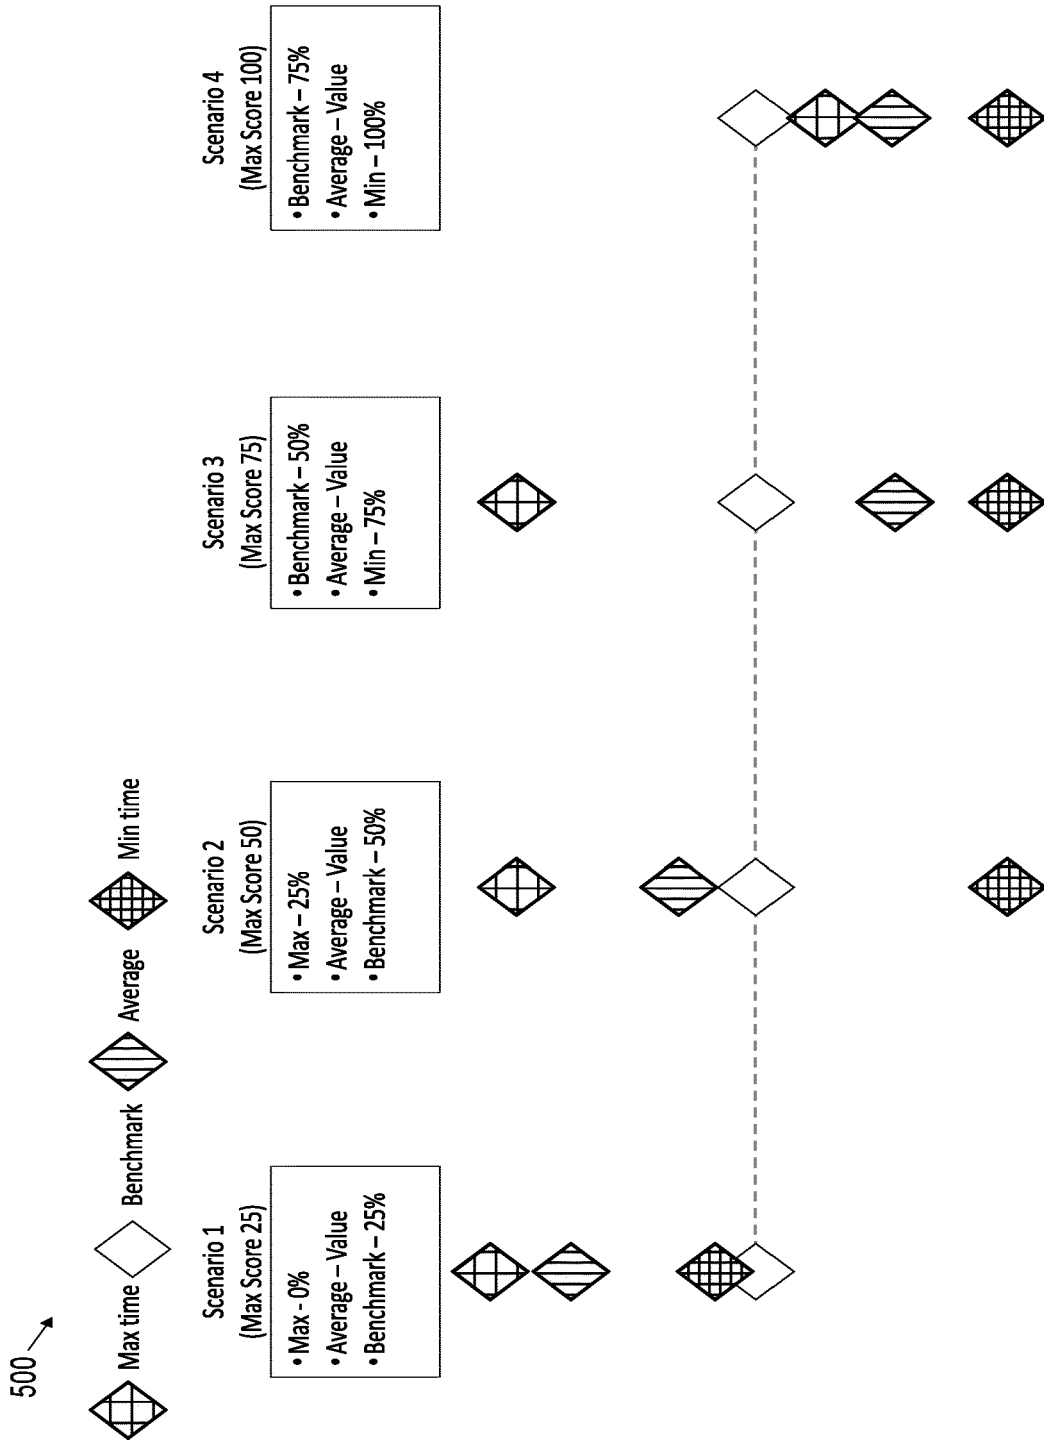 500
Max time
Benchmark
Average
Min time
Scenario 1
(Max Score 25)
• Max - 0%
• Average – Value
• Benchmark – 25%
Scenario 2
(Max Score 50)
• Max – 25%
• Average – Value
• Benchmark – 50%
Scenario 3
(Max Score 75)
• Benchmark – 50%
• Average – Value
• Min – 75%
Scenario 4
(Max Score 100)
• Benchmark – 75%
• Average – Value
• Min – 100%